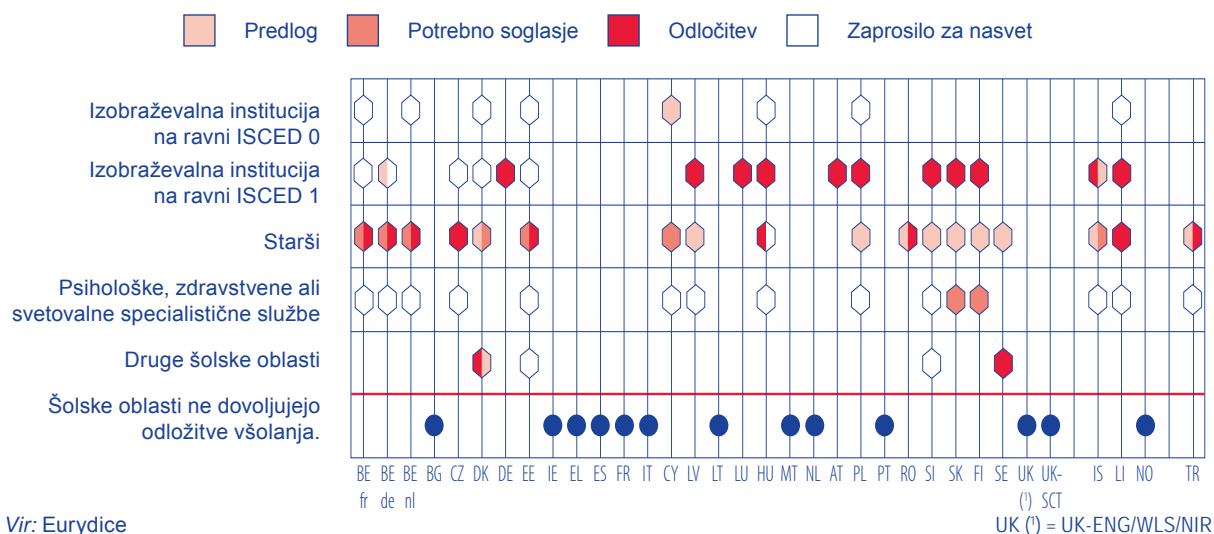 Predlog Potrebno soglasje Odločitev Zaprosilo za nasvet
Izobraževalna institucija
na ravni ISCED 0
Izobraževalna institucija
na ravni ISCED 1
Starši
Psihološke, zdravstvene ali
svetovalne specialistične službe
Druge šolske oblasti
Šolske oblasti ne dovoljujejo
odložitve všolanja.
BE BE BE BG CZ DK DE EE IE EL ES FR IT CY LV LT LU HU MT NL AT PL PT RO SI SK FI SE UK UK- IS LI NO TR
fr de nl (¹) SCT
Vir: Eurydice UK (¹) = UK-ENG/WLS/NIR